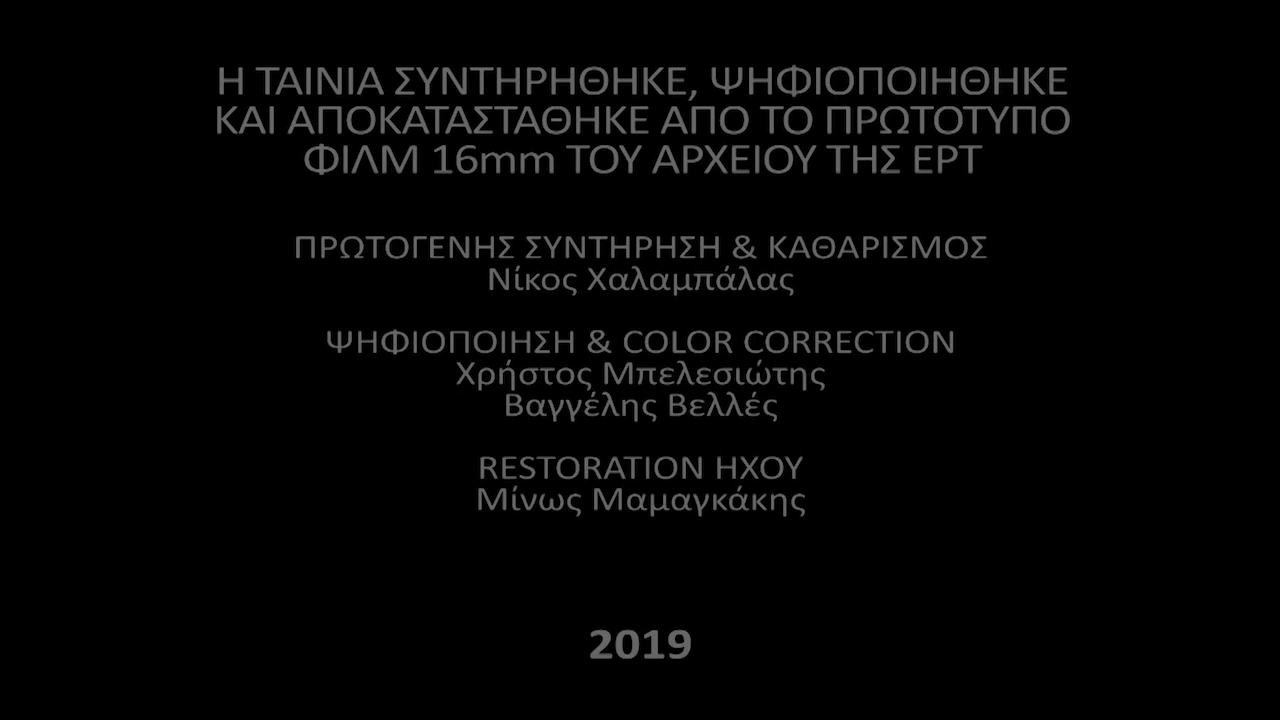 Η ΤΑΙΝΙΑ ΣΥΝΤΗΡΗΘΗΚΕ, ΨΗΦΙΟΠΟΙΗΘΗΚΕ
ΚΑΙ ΑΠΟΚΑΤΑΣΤΑΘΗΚΕ ΑΠΟ ΤΟ ΠΡΩΤΟΤΥΠΟ
ΦΙΛΜ 16mm ΤΟΥ ΑΡΧΕΙΟΥ ΤΗΣ ΕΡΤ
ΠΡΩΤΟΓΕΝΗΣ ΣΥΝΤΗΡΗΣΗ & ΚΑΘΑΡΙΣΜΟΣ
Νίκος Χαλαμπάλας
ΨΗΦΙΟΠΟΙΗΣΗ & COLOR CORRECTION
Χρήστος Μπελεσιώτης
Βαγγέλης Βελλές
RESTORATION ΗΧΟΥ
Μίνως Μαμαγκάκης
2019